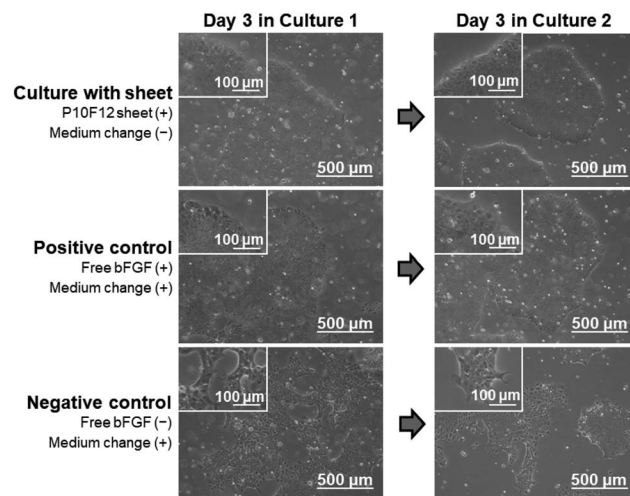 Day 3 in Culture 1
Day 3 in Culture 2
Culture with sheet
P10F12 sheet (+)
Medium change (−)
100 µm
500 µm
100 µm
500 µm
Positive control
Free bFGF (+)
Medium change (+)
100 µm
500 µm
100 µm
500 µm
Negative control
Free bFGF (−)
Medium change (+)
100 µm
500 µm
100 µm
500 µm